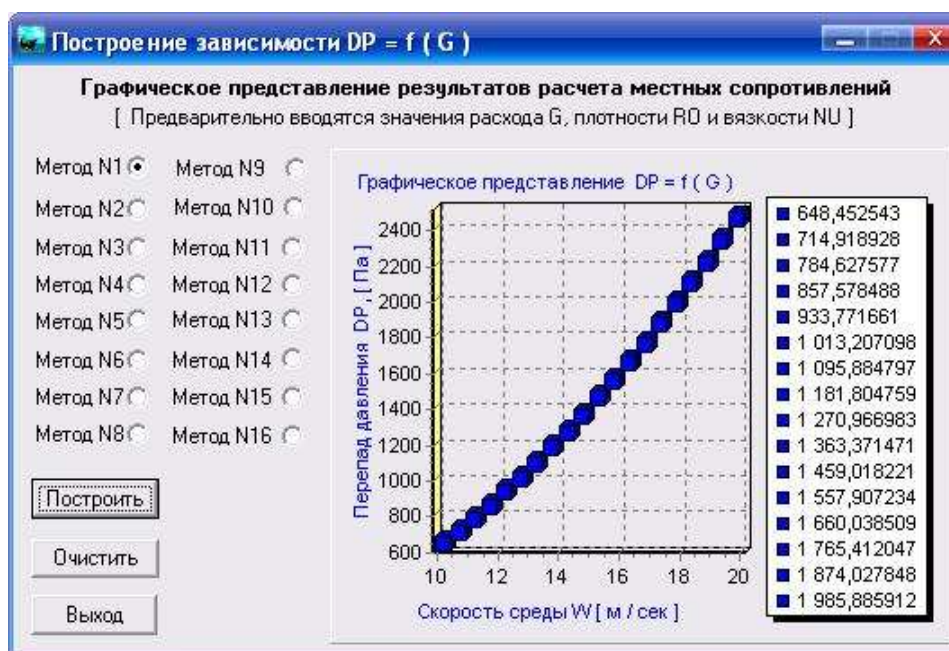 Построение зависимости DP = f ( G )
Графическое представление результатов расчета местных сопротивлений
[ Предварительно вводятся значения расхода G, плотности RO и вязкости NU ]
Метод N1
Метод N2
Метод N3
Метод N4
Метод N5
Метод N6
Метод N7
Метод N8
Метод N9
Метод N10
Метод N11
Метод N12
Метод N13
Метод N14
Метод N15
Метод N16
Построить
Очистить
Выход
Графическое представление DP = f ( G )
Перепад давления DP, [ Па ]
2400
2200
2000
1800
1600
1400
1200
1000
800
600
10 12 14 16 18 20
Скорость среды W [ м / сек ]
648,452543
714,918928
784,627577
857,578488
933,771661
1 013,207098
1 095,884797
1 181,804759
1 270,966983
1 363,371471
1 459,018221
1 557,907234
1 660,038509
1 765,412047
1 874,027848
1 985,885912